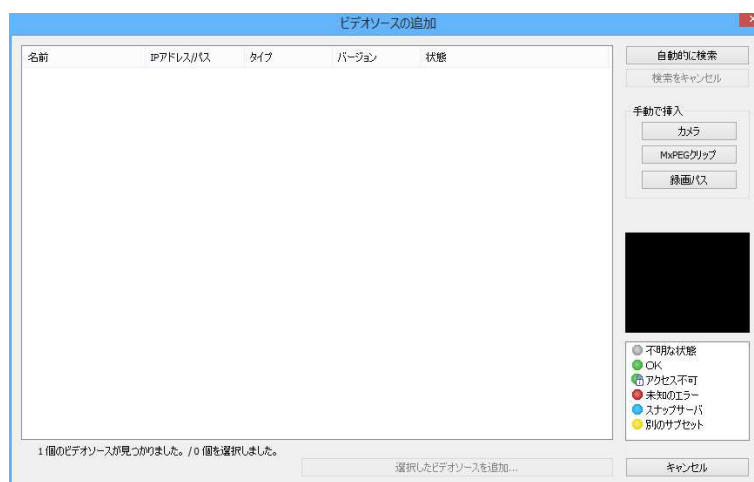 ビデオソースの追加
名前 IPアドレス/パス タイプ バージョン 状態
自動的に検索
検索をキャンセル
手動で挿入
カメラ
MxPEGクリップ
録画パス
不明な状態
OK
アクセス不可
未知のエラー
スナップサーバ
別のサブセット
1 個のビデオソースが見つかりました。/ 0 個を選択しました。
選択したビデオソースを追加...
キャンセル